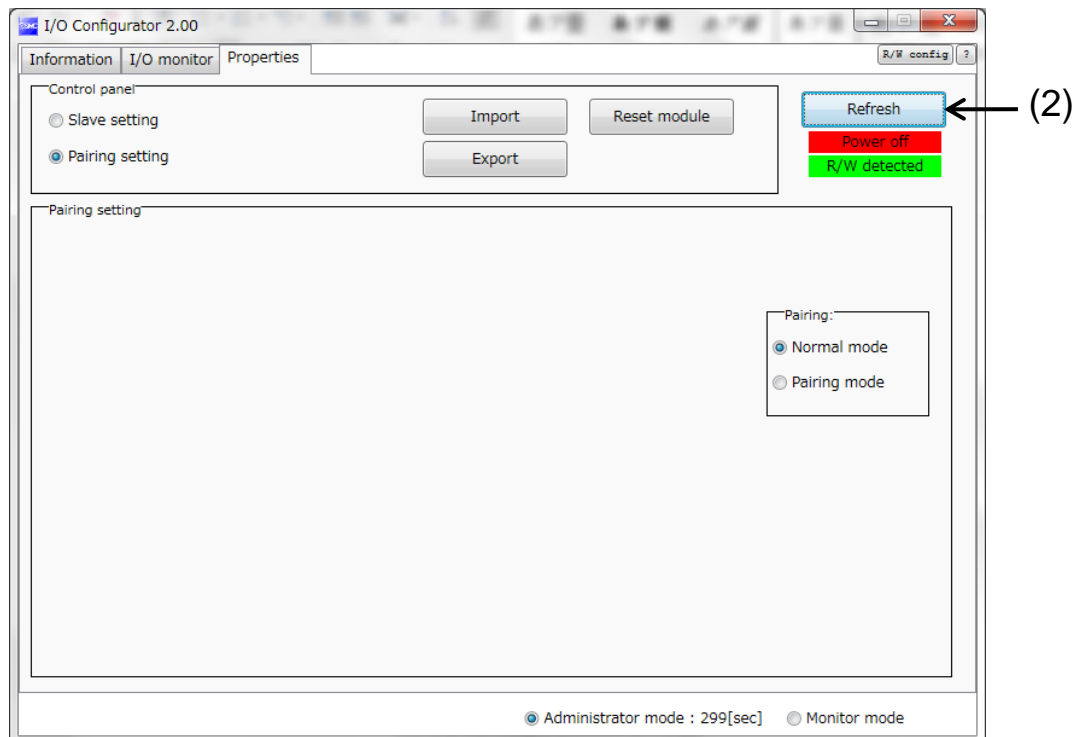 I/O Configurator 2.00
Information I/O monitor Properties R/W config ?
Control panel
Slave setting Import Reset module Refresh (2)
Power off
Pairing setting Export R/W detected
Pairing setting
Pairing:
Normal mode
Pairing mode
Administrator mode : 299[sec] Monitor mode